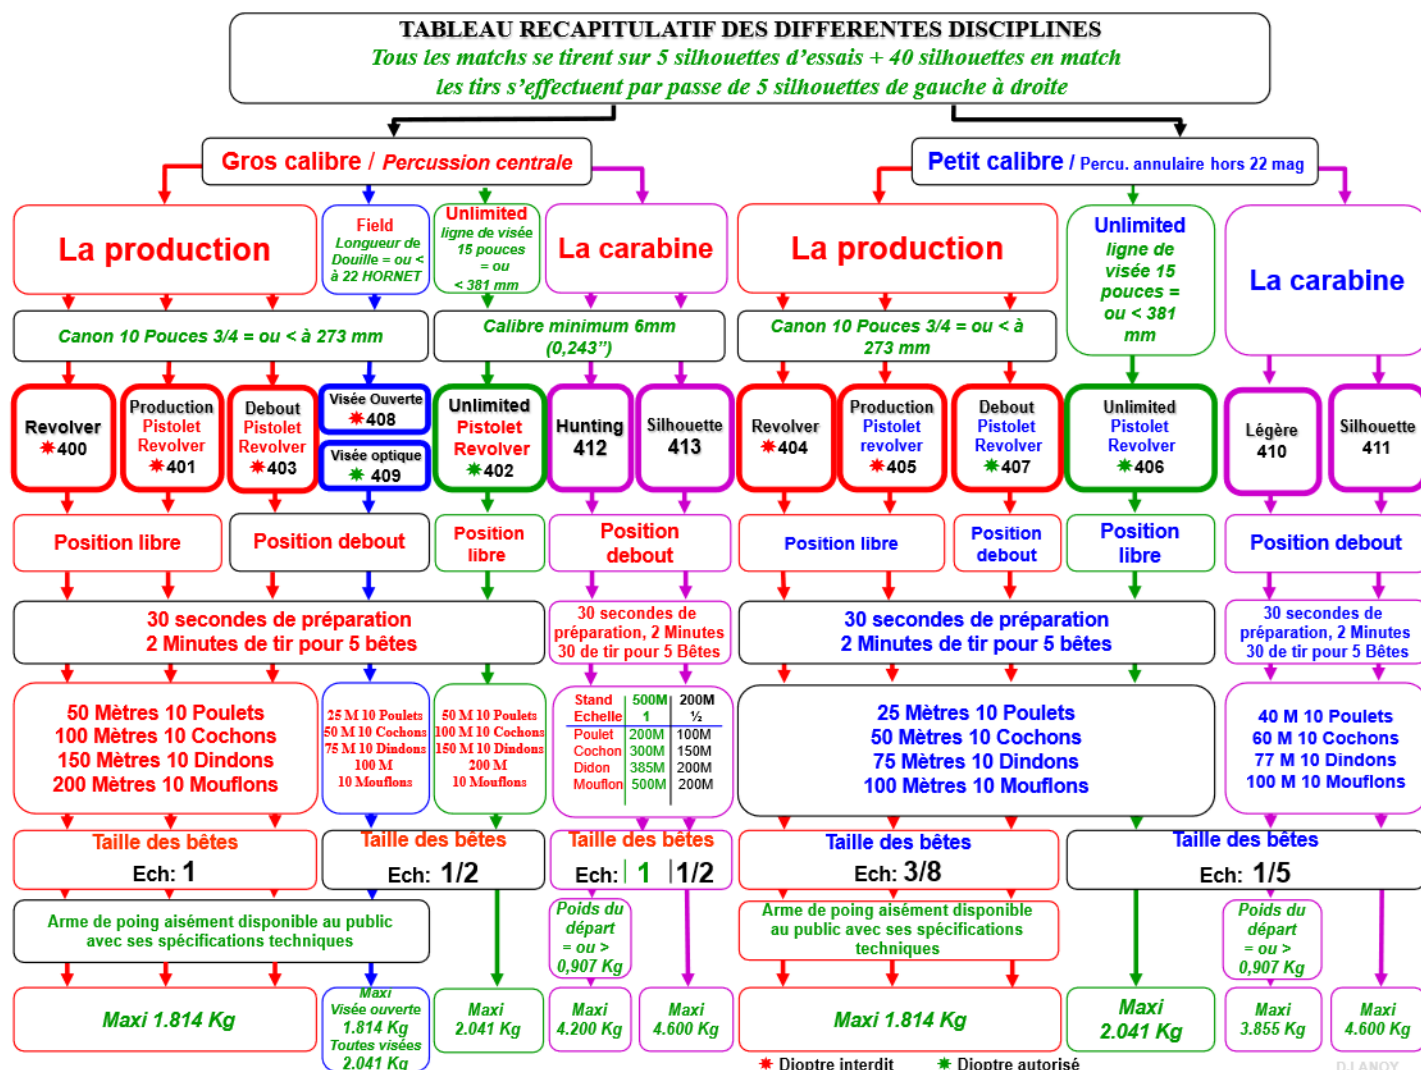 TABLEAU RECAPITULATIF DES DIFFERENTES DISCIPLINES
Tous les matchs se tirent sur 5 silhouettes d'essais + 40 silhouettes en match
les tirs s'effectuent par passe de 5 silhouettes de gauche à droite
Gros calibre / Percussion centrale
Petit calibre / Percu. annulaire hors 22 mag
La production
Field
Longueur de
Douille = ou <
à 22 HORNET
Unlimited
ligne de visée
15 pouces
= ou
< 381 mm
La carabine
La production
Unlimited
ligne de
visée 15
pouces =
ou < 381
mm
La carabine
Canon 10 Pouces 3/4 = ou < à 273 mm
Calibre minimum 6mm
(0,243”)
Canon 10 Pouces 3/4 = ou < à
273 mm
Revolver
400
Production
Pistolet
Revolver
401
Debout
Pistolet
Revolver
403
Visée Ouverte
408
Visée optique
409
Unlimited
Pistolet
Revolver
402
Hunting
412
Silhouette
413
Revolver
404
Production
Pistolet
revolver
405
Debout
Pistolet
Revolver
407
Unlimited
Pistolet
Revolver
406
Légère
410
Silhouette
411
Position libre
Position debout
Position
libre
Position
debout
Position libre
Position
debout
Position
libre
Position debout
30 secondes de préparation
2 Minutes de tir pour 5 bêtes
30 secondes de
préparation, 2 Minutes
30 de tir pour 5 Bêtes
30 secondes de préparation
2 Minutes de tir pour 5 bêtes
30 secondes de
préparation, 2 Minutes
30 de tir pour 5 Bêtes
50 Mètres 10 Poulets
100 Mètres 10 Cochons
150 Mètres 10 Dindons
200 Mètres 10 Mouflons
25 M 10 Poulets
50 M 10 Cochons
75 M 10 Dindons
100 M
10 Mouflons
50 M 10 Poulets
100 M 10 Cochons
150 M 10 Dindons
200 M
10 Mouflons
Stand 500M 200M
Echelle 1 ½
Poulet 200M 100M
Cochon 300M 150M
Didon 385M 200M
Mouflon 500M 200M
25 Mètres 10 Poulets
50 Mètres 10 Cochons
75 Mètres 10 Dindons
100 Mètres 10 Mouflons
40 M 10 Poulets
60 M 10 Cochons
77 M 10 Dindons
100 M 10 Mouflons
Taille des bêtes
Ech: 1
Taille des bêtes
Ech: 1/2
Taille des bêtes
Ech: 1 1/2
Taille des bêtes
Ech: 3/8
Taille des bêtes
Ech: 1/5
Arme de poing aisément disponible au public
avec ses spécifications techniques
Poids du
départ
= ou >
0,907 Kg
Arme de poing aisément disponible
au public avec ses spécifications
techniques
Poids du
départ
= ou >
0,907 Kg
Maxi 1.814 Kg
Maxi
Visée ouverte
1.814 Kg
Toutes visées
2.041 Kg
Maxi
2.041 Kg
Maxi
4.200 Kg
Maxi
4.600 Kg
Maxi 1.814 Kg
Maxi
2.041 Kg
Maxi
3.855 Kg
Maxi
4.600 Kg
Dioptre interdit
Dioptre autorisé
D.LANOY